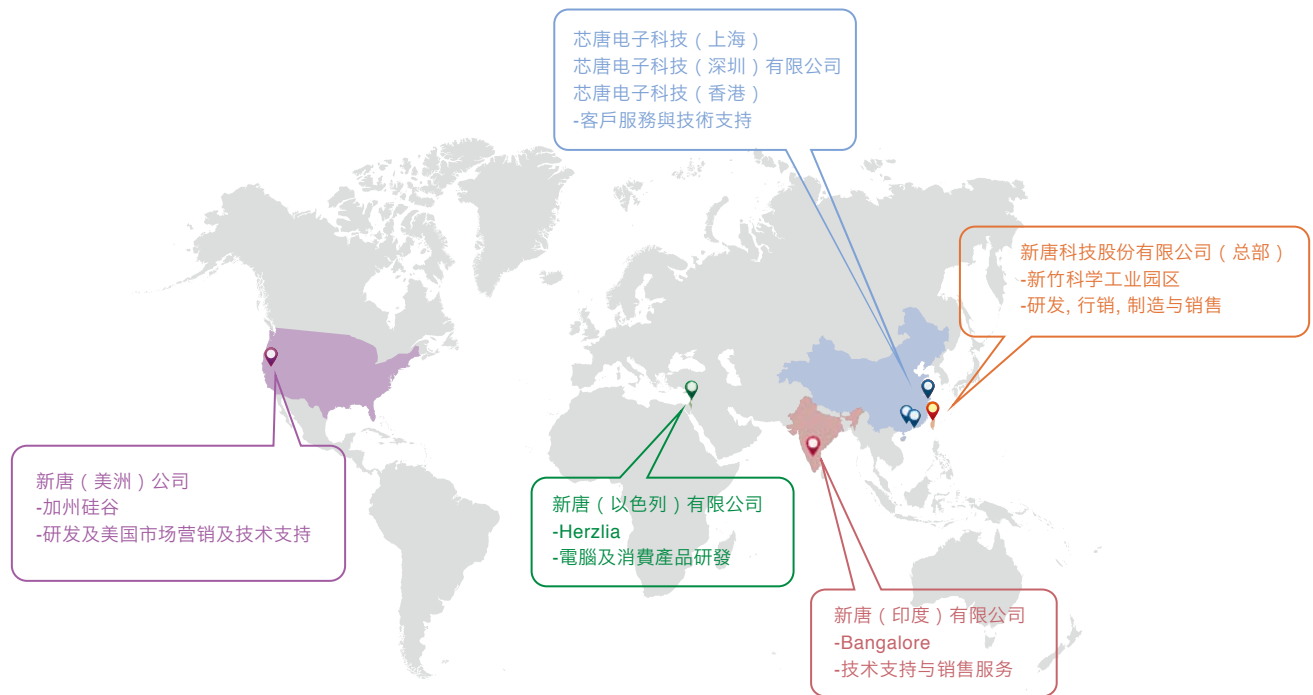 芯唐电子科技（上海）
芯唐电子科技（深圳）有限公司
芯唐电子科技（香港）
-客戶服務與技術支持
新唐科技股份有限公司（总部）
-新竹科学工业园区
-研发, 行销, 制造与销售
新唐（美洲）公司
-加州硅谷
-研发及美国市场营销及技术支持
新唐（以色列）有限公司
-Herzlia
-電腦及消費產品研發
新唐（印度）有限公司
-Bangalore
-技术支持与销售服务